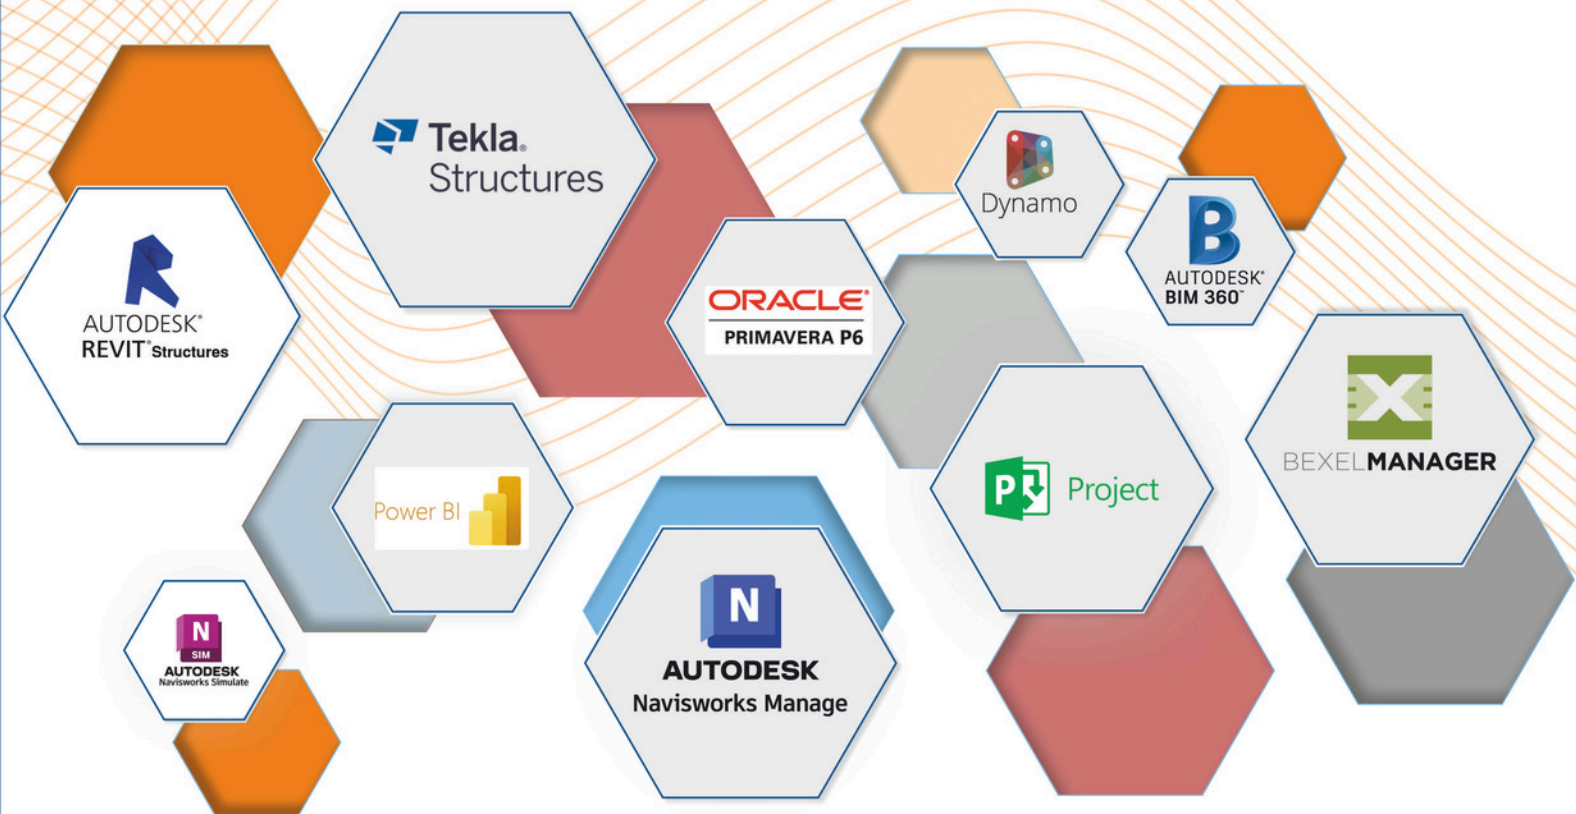 Tekla®
Structures
Dynamo
AUTODESK®
BIM 360™
AUTODESK®
REVIT® Structures
ORACLE®
PRIMAVERA P6
BEXELMANAGER
P Project
Power BI
N
SIM
AUTODESK
Navisworks Simulate
N
AUTODESK
Navisworks Manage